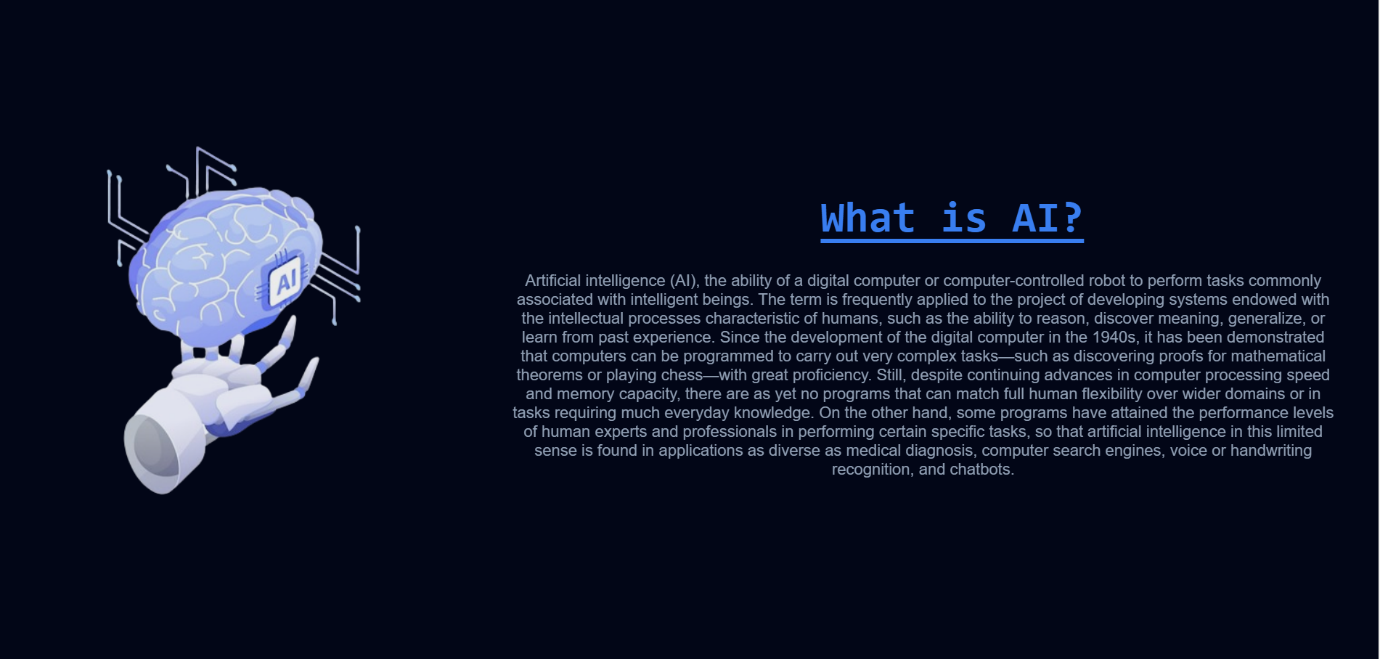 AI
What is AI?
Artificial intelligence (AI), the ability of a digital computer or computer-controlled robot to perform tasks commonly
associated with intelligent beings. The term is frequently applied to the project of developing systems endowed with
the intellectual processes characteristic of humans, such as the ability to reason, discover meaning, generalize, or
learn from past experience. Since the development of the digital computer in the 1940s, it has been demonstrated
that computers can be programmed to carry out very complex tasks—such as discovering proofs for mathematical
theorems or playing chess—with great proficiency. Still, despite continuing advances in computer processing speed
and memory capacity, there are as yet no programs that can match full human flexibility over wider domains or in
tasks requiring much everyday knowledge. On the other hand, some programs have attained the performance levels
of human experts and professionals in performing certain specific tasks, so that artificial intelligence in this limited
sense is found in applications as diverse as medical diagnosis, computer search engines, voice or handwriting
recognition, and chatbots.